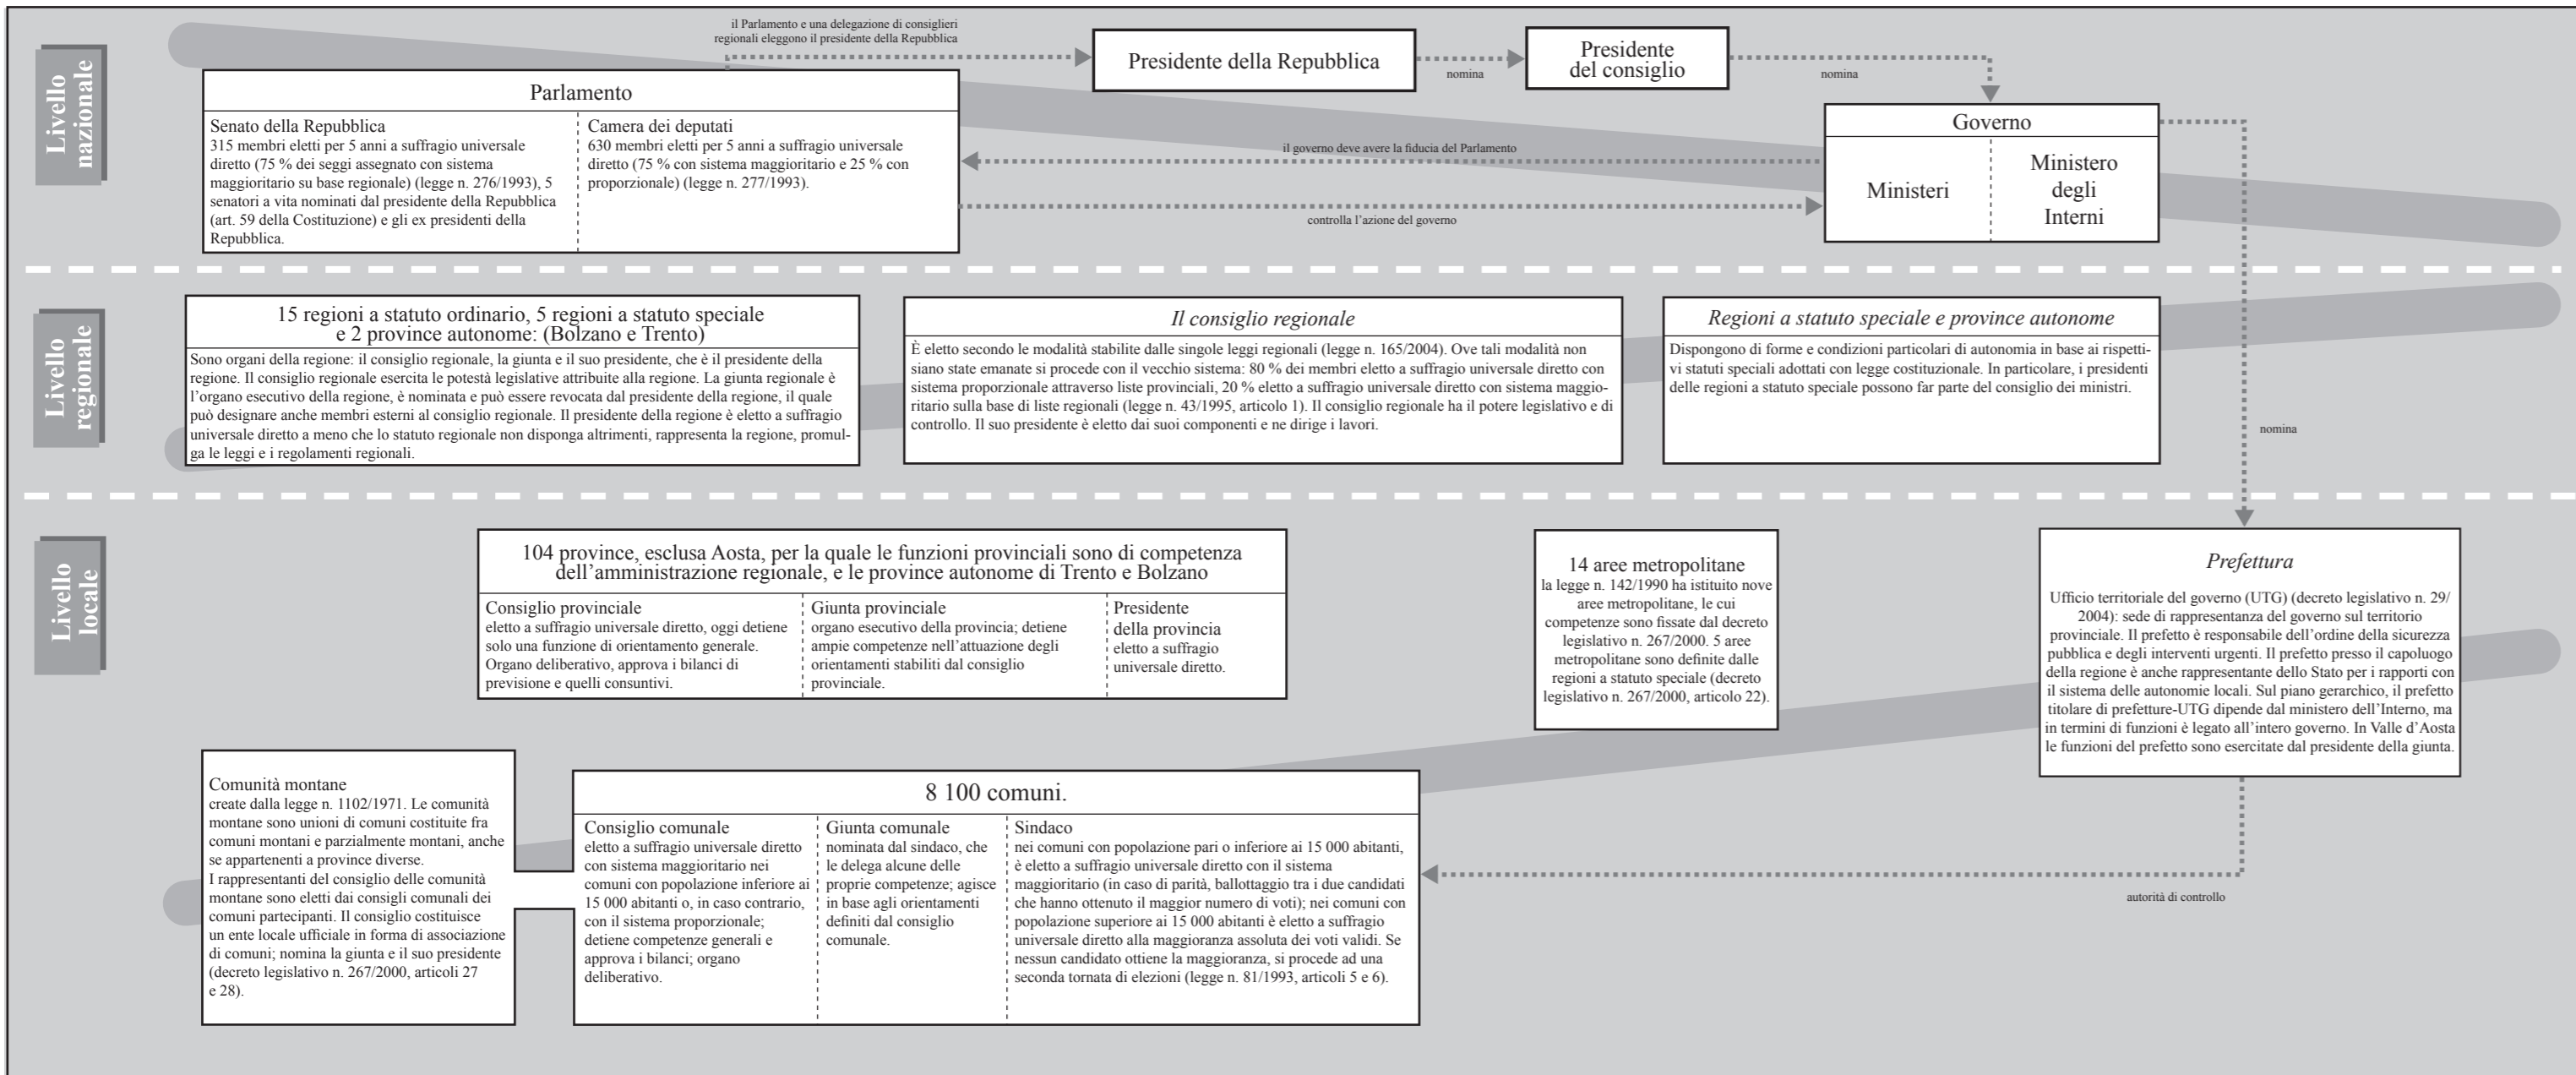 Livello
nazionale
il Parlamento e una delegazione di consiglieri
regionali eleggono il presidente della Repubblica
Presidente della Repubblica
nomina
Presidente
del consiglio
nomina
Parlamento
Senato della Repubblica
315 membri eletti per 5 anni a suffragio universale
diretto (75 % dei seggi assegnato con sistema
maggioritario su base regionale) (legge n. 276/1993), 5
senatori a vita nominati dal presidente della Repubblica
(art. 59 della Costituzione) e gli ex presidenti della
Repubblica.
Camera dei deputati
630 membri eletti per 5 anni a suffragio universale
diretto (75 % con sistema maggioritario e 25 % con
proporzionale) (legge n. 277/1993).
il governo deve avere la fiducia del Parlamento
controlla l'azione del governo
Governo
Ministeri
Ministero
degli
Interni
Livello
regionale
15 regioni a statuto ordinario, 5 regioni a statuto speciale
e 2 province autonome: (Bolzano e Trento)
Sono organi della regione: il consiglio regionale, la giunta e il suo presidente, che è il presidente della
regione. Il consiglio regionale esercita le potestà legislative attribuite alla regione. La giunta regionale è
l'organo esecutivo della regione, è nominata e può essere revocata dal presidente della regione, il quale
può designare anche membri esterni al consiglio regionale. Il presidente della regione è eletto a suffragio
universale diretto a meno che lo statuto regionale non disponga altrimenti, rappresenta la regione, promul-
ga le leggi e i regolamenti regionali.
Il consiglio regionale
È eletto secondo le modalità stabilite dalle singole leggi regionali (legge n. 165/2004). Ove tali modalità non
siano state emanate si procede con il vecchio sistema: 80 % dei membri eletto a suffragio universale diretto con
sistema proporzionale attraverso liste provinciali, 20 % eletto a suffragio universale diretto con sistema maggio-
ritario sulla base di liste regionali (legge n. 43/1995, articolo 1). Il consiglio regionale ha il potere legislativo e di
controllo. Il suo presidente è eletto dai suoi componenti e ne dirige i lavori.
Regioni a statuto speciale e province autonome
Dispongono di forme e condizioni particolari di autonomia in base ai rispetti-
vi statuti speciali adottati con legge costituzionale. In particolare, i presidenti
delle regioni a statuto speciale possono far parte del consiglio dei ministri.
nomina
Livello
locale
104 province, esclusa Aosta, per la quale le funzioni provinciali sono di competenza
dell'amministrazione regionale, e le province autonome di Trento e Bolzano
Consiglio provinciale
eletto a suffragio universale diretto, oggi detiene
solo una funzione di orientamento generale.
Organo deliberativo, approva i bilanci di
previsione e quelli consuntivi.
Giunta provinciale
organo esecutivo della provincia; detiene
ampie competenze nell'attuazione degli
orientamenti stabiliti dal consiglio
provinciale.
Presidente
della provincia
eletto a suffragio
universale diretto.
14 aree metropolitane
la legge n. 142/1990 ha istituito nove
aree metropolitane, le cui
competenze sono fissate dal decreto
legislativo n. 267/2000. 5 aree
metropolitane sono definite dalle
regioni a statuto speciale (decreto
legislativo n. 267/2000, articolo 22).
Prefettura
Ufficio territoriale del governo (UTG) (decreto legislativo n. 29/
2004): sede di rappresentanza del governo sul territorio
provinciale. Il prefetto è responsabile dell'ordine della sicurezza
pubblica e degli interventi urgenti. Il prefetto presso il capoluogo
della regione è anche rappresentante dello Stato per i rapporti con
il sistema delle autonomie locali. Sul piano gerarchico, il prefetto
titolare di prefetture-UTG dipende dal ministero dell'Interno, ma
in termini di funzioni è legato all'intero governo. In Valle d'Aosta
le funzioni del prefetto sono esercitate dal presidente della giunta.
Comunità montane
create dalla legge n. 1102/1971. Le comunità
montane sono unioni di comuni costituite fra
comuni montani e parzialmente montani, anche
se appartenenti a province diverse.
I rappresentanti del consiglio delle comunità
montane sono eletti dai consigli comunali dei
comuni partecipanti. Il consiglio costituisce
un ente locale ufficiale in forma di associazione
di comuni; nomina la giunta e il suo presidente
(decreto legislativo n. 267/2000, articoli 27
e 28).
8 100 comuni.
Consiglio comunale
eletto a suffragio universale diretto
con sistema maggioritario nei
comuni con popolazione inferiore ai
15 000 abitanti o, in caso contrario,
con il sistema proporzionale;
detiene competenze generali e
approva i bilanci; organo
deliberativo.
Giunta comunale
nominata dal sindaco, che
le delega alcune delle
proprie competenze; agisce
in base agli orientamenti
definiti dal consiglio
comunale.
Sindaco
nei comuni con popolazione pari o inferiore ai 15 000 abitanti,
è eletto a suffragio universale diretto con il sistema
maggioritario (in caso di parità, ballottaggio tra i due candidati
che hanno ottenuto il maggior numero di voti); nei comuni con
popolazione superiore ai 15 000 abitanti è eletto a suffragio
universale diretto alla maggioranza assoluta dei voti validi. Se
nessun candidato ottiene la maggioranza, si procede ad una
seconda tornata di elezioni (legge n. 81/1993, articoli 5 e 6).
autorità di controllo